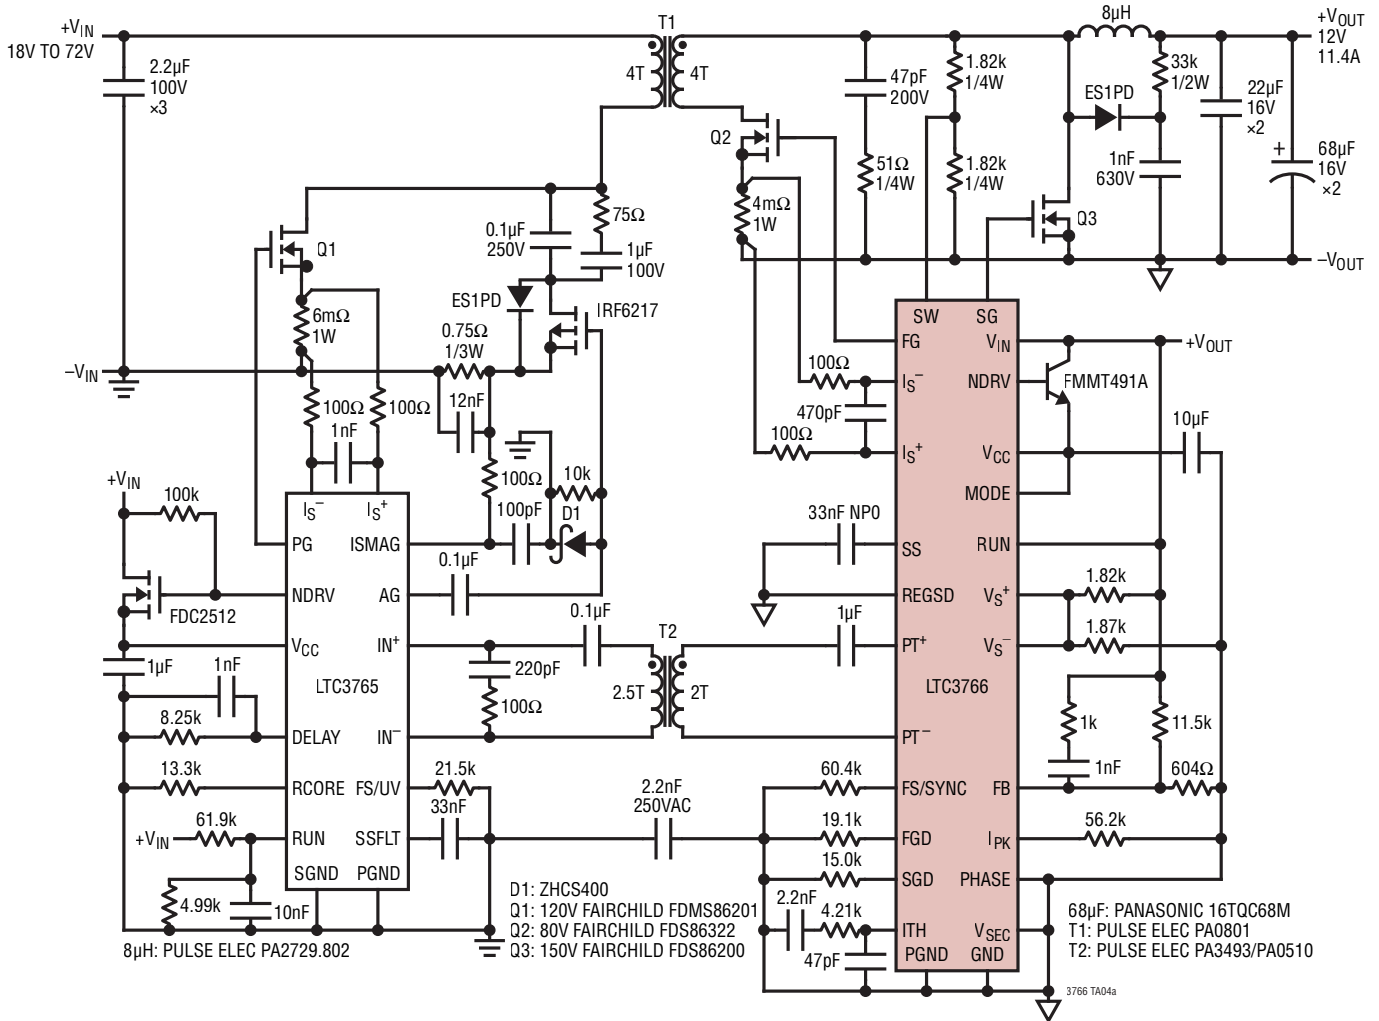 +VIN
18V TO 72V
2.2µF
100V
×3
T1
4T
4T
47pF
200V
51Ω
1/4W
1.82k
1/4W
1.82k
1/4W
8µH
ES1PD
33k
1/2W
1nF
630V
22µF
16V
×2
+
68µF
16V
×2
+VOUT
12V
11.4A
–VOUT
Q1
Q2
Q3
4mΩ
1W
75Ω
0.1µF
250V
1µF
100V
ES1PD
IRF6217
6mΩ
1W
0.75Ω
1/3W
–VIN
100Ω
100Ω
1nF
12nF
100Ω
10k
100pF
D1
0.1µF
100Ω
470pF
100Ω
+VIN
100k
FDC2512
1µF
1nF
8.25k
13.3k
61.9k
+VIN
4.99k
10nF
IS–
IS+
PG
ISMAG
NDRV
AG
VCC
IN+
LTC3765
DELAY
IN–
RCORE
FS/UV
RUN
SSFLT
SGND
PGND
0.1µF
220pF
100Ω
T2
2.5T
2T
1µF
21.5k
33nF
2.2nF
250VAC
33nF NP0
60.4k
19.1k
15.0k
2.2nF
4.21k
47pF
SW
SG
FG
VIN
IS–
NDRV
IS+
VCC
MODE
SS
RUN
REGSD
VS+
PT+
VS–
LTC3766
PT–
FS/SYNC
FB
FGD
IPK
SGD
PHASE
ITH
VSEC
PGND
GND
+VOUT
FMMT491A
10µF
1.82k
1.87k
1k
11.5k
1nF
604Ω
56.2k
8µH: PULSE ELEC PA2729.802
D1: ZHCS400
Q1: 120V FAIRCHILD FDMS86201
Q2: 80V FAIRCHILD FDS86322
Q3: 150V FAIRCHILD FDS86200
68µF: PANASONIC 16TQC68M
T1: PULSE ELEC PA0801
T2: PULSE ELEC PA3493/PA0510
3766 TA04a